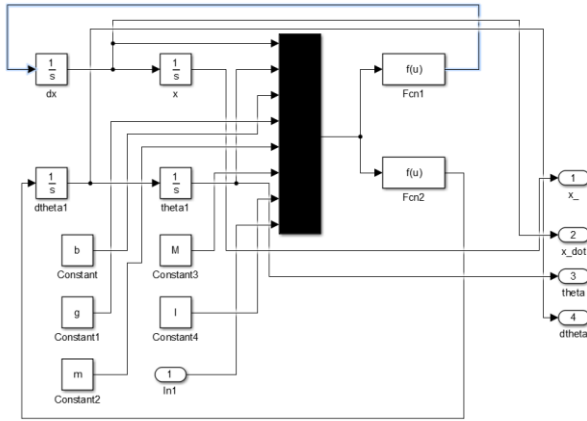 1
s
dx
1
s
x
f(u)
Fcn1
1
s
dtheta1
1
s
theta1
f(u)
Fcn2
1
x_
2
x_dot
3
theta
4
dtheta
b
Constant
M
Constant3
g
Constant1
l
Constant4
m
Constant2
1
In1